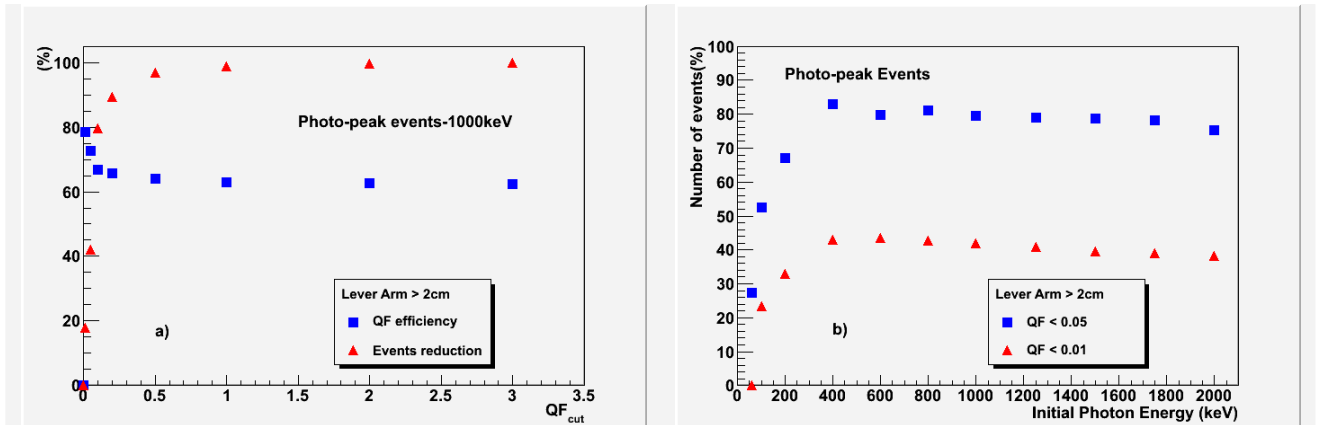 (%)
100
80
60
40
20
0
Photo-peak events-1000keV
Lever Arm > 2cm
QF efficiency
Events reduction
a)
0 0.5 1 1.5 2 2.5 3 3.5
QFcut
Number of events(%)
100
90
80
70
60
50
40
30
20
10
0
Photo-peak Events
Lever Arm > 2cm
QF < 0.05
QF < 0.01
b)
0 200 400 600 800 1000 1200 1400 1600 1800 2000
Initial Photon Energy (keV)